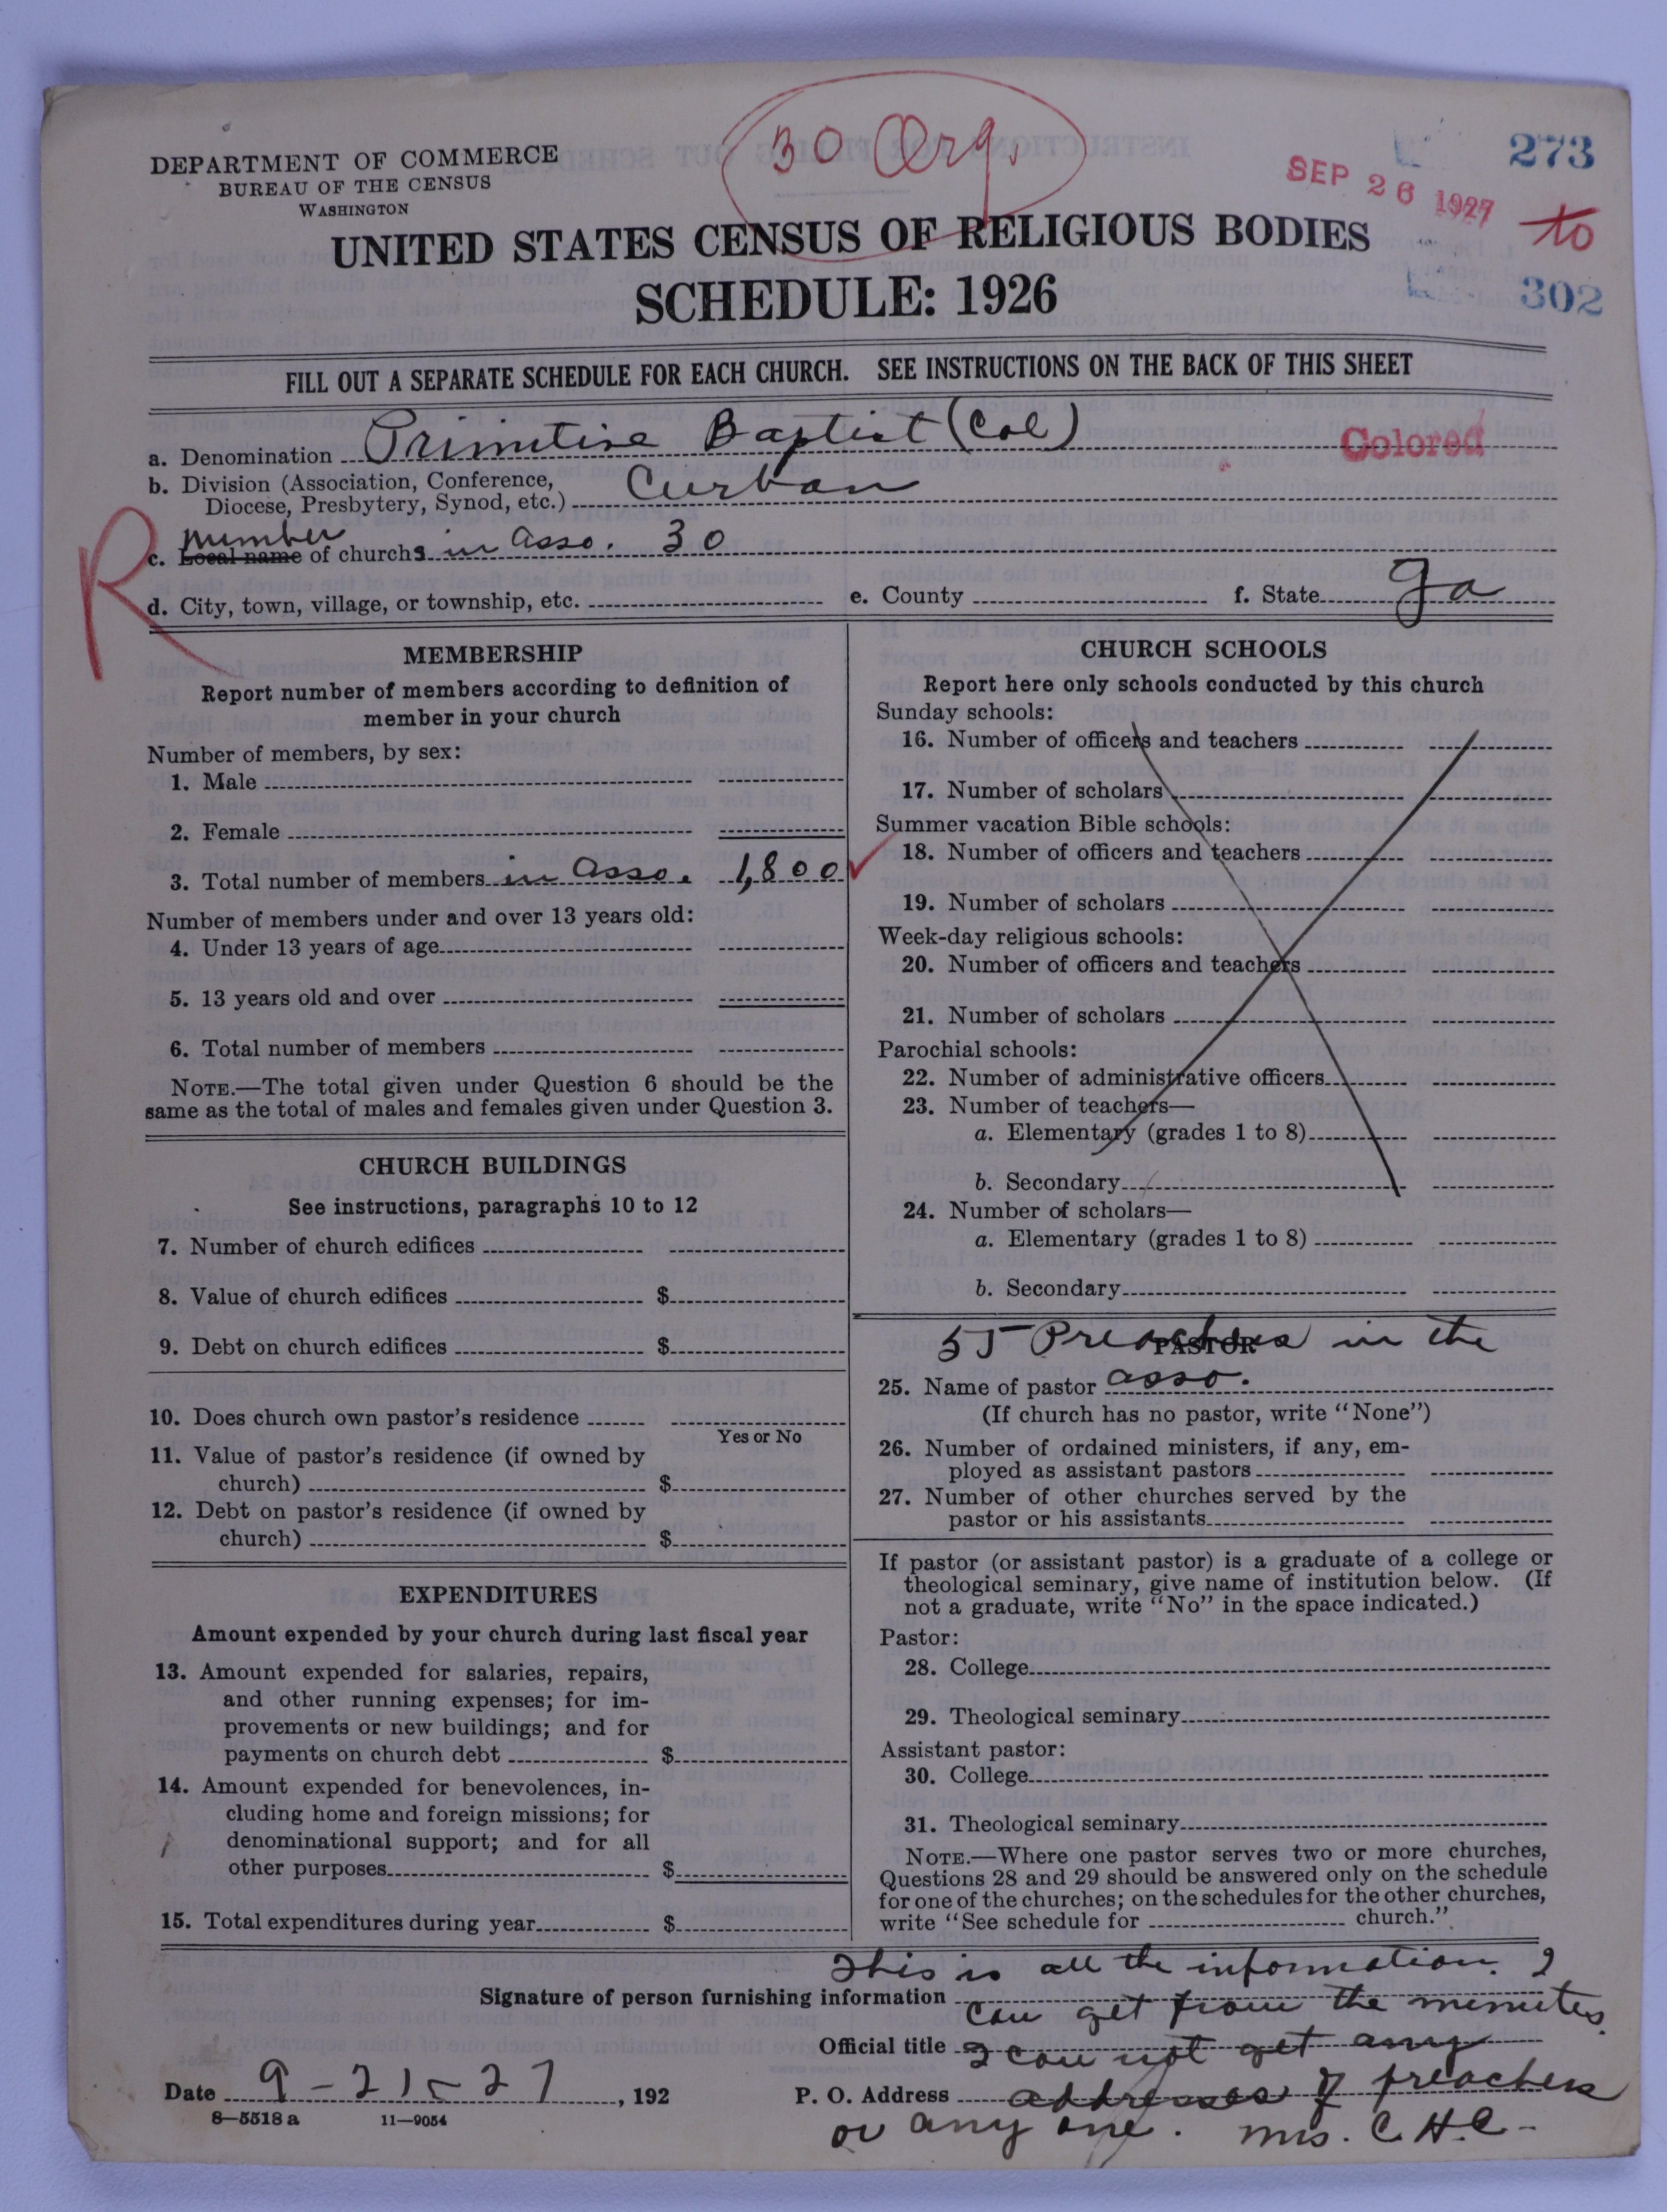 30 Org.
273
SEP 26 1927
to
302
DEPARTMENT OF COMMERCE
BUREAU OF THE CENSUS
WASHINGTON
UNITED STATES CENSUS OF RELIGIOUS BODIES
SCHEDULE: 1926
FILL OUT A SEPARATE SCHEDULE FOR EACH CHURCH. SEE INSTRUCTIONS ON THE BACK OF THIS SHEET
a. Denomination Primitive Baptist (Col) Colored
b. Division (Association, Conference,
Diocese, Presbytery, Synod, etc.) Curban
R
number
c. Local name of churchs in asso. 30
d. City, town, village, or township, etc. e. County f. State Ga
MEMBERSHIP
Report number of members according to definition of
member in your church
Number of members, by sex:
1. Male
2. Female
3. Total number of members in asso. 1,800
Number of members under and over 13 years old:
4. Under 13 years of age
5. 13 years old and over
6. Total number of members
NOTE.—The total given under Question 6 should be the
same as the total of males and females given under Question 3.
CHURCH BUILDINGS
See instructions, paragraphs 10 to 12
7. Number of church edifices
8. Value of church edifices $
9. Debt on church edifices $
10. Does church own pastor's residence
Yes or No
11. Value of pastor's residence (if owned by
church) $
12. Debt on pastor's residence (if owned by
church) $
EXPENDITURES
Amount expended by your church during last fiscal year
13. Amount expended for salaries, repairs,
and other running expenses; for im-
provements or new buildings; and for
payments on church debt $
14. Amount expended for benevolences, in-
cluding home and foreign missions; for
denominational support; and for all
other purposes $
15. Total expenditures during year $
CHURCH SCHOOLS
Report here only schools conducted by this church
Sunday schools:
16. Number of officers and teachers
17. Number of scholars
Summer vacation Bible schools:
18. Number of officers and teachers
19. Number of scholars
Week-day religious schools:
20. Number of officers and teachers
21. Number of scholars
Parochial schools:
22. Number of administrative officers
23. Number of teachers—
a. Elementary (grades 1 to 8)
b. Secondary
24. Number of scholars—
a. Elementary (grades 1 to 8)
b. Secondary
55 Preachers in the
PASTOR
asso.
25. Name of pastor
(If church has no pastor, write "None")
26. Number of ordained ministers, if any, em-
ployed as assistant pastors
27. Number of other churches served by the
pastor or his assistants
If pastor (or assistant pastor) is a graduate of a college or
theological seminary, give name of institution below. (If
not a graduate, write "No" in the space indicated.)
Pastor:
28. College
29. Theological seminary
Assistant pastor:
30. College
31. Theological seminary
NOTE.—Where one pastor serves two or more churches,
Questions 28 and 29 should be answered only on the schedule
for one of the churches; on the schedules for the other churches,
write "See schedule for church."
This is all the information I
Signature of person furnishing information can get from the minutes.
Official title I can not get any
Date 9-21-27, 192 P. O. Address addresses of preachers
8—5518 a 11—9054
or any one. Mrs. C. H. C.